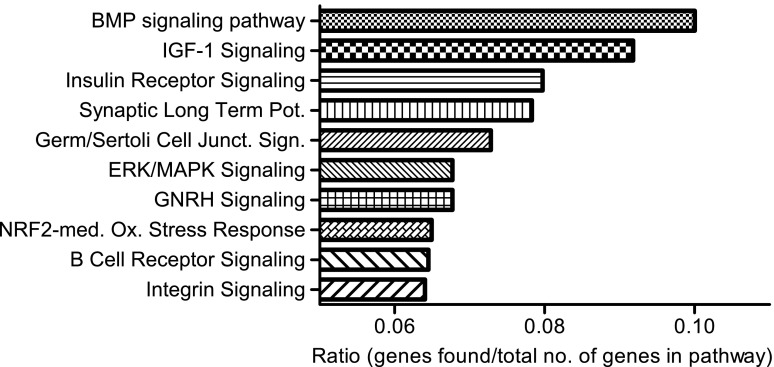 BMP signaling pathway
IGF-1 Signaling
Insulin Receptor Signaling
Synaptic Long Term Pot.
Germ/Sertoli Cell Junct. Sign.
ERK/MAPK Signaling
GNRH Signaling
NRF2-med. Ox. Stress Response
B Cell Receptor Signaling
Integrin Signaling
0.06 0.08 0.10
Ratio (genes found/total no. of genes in pathway)